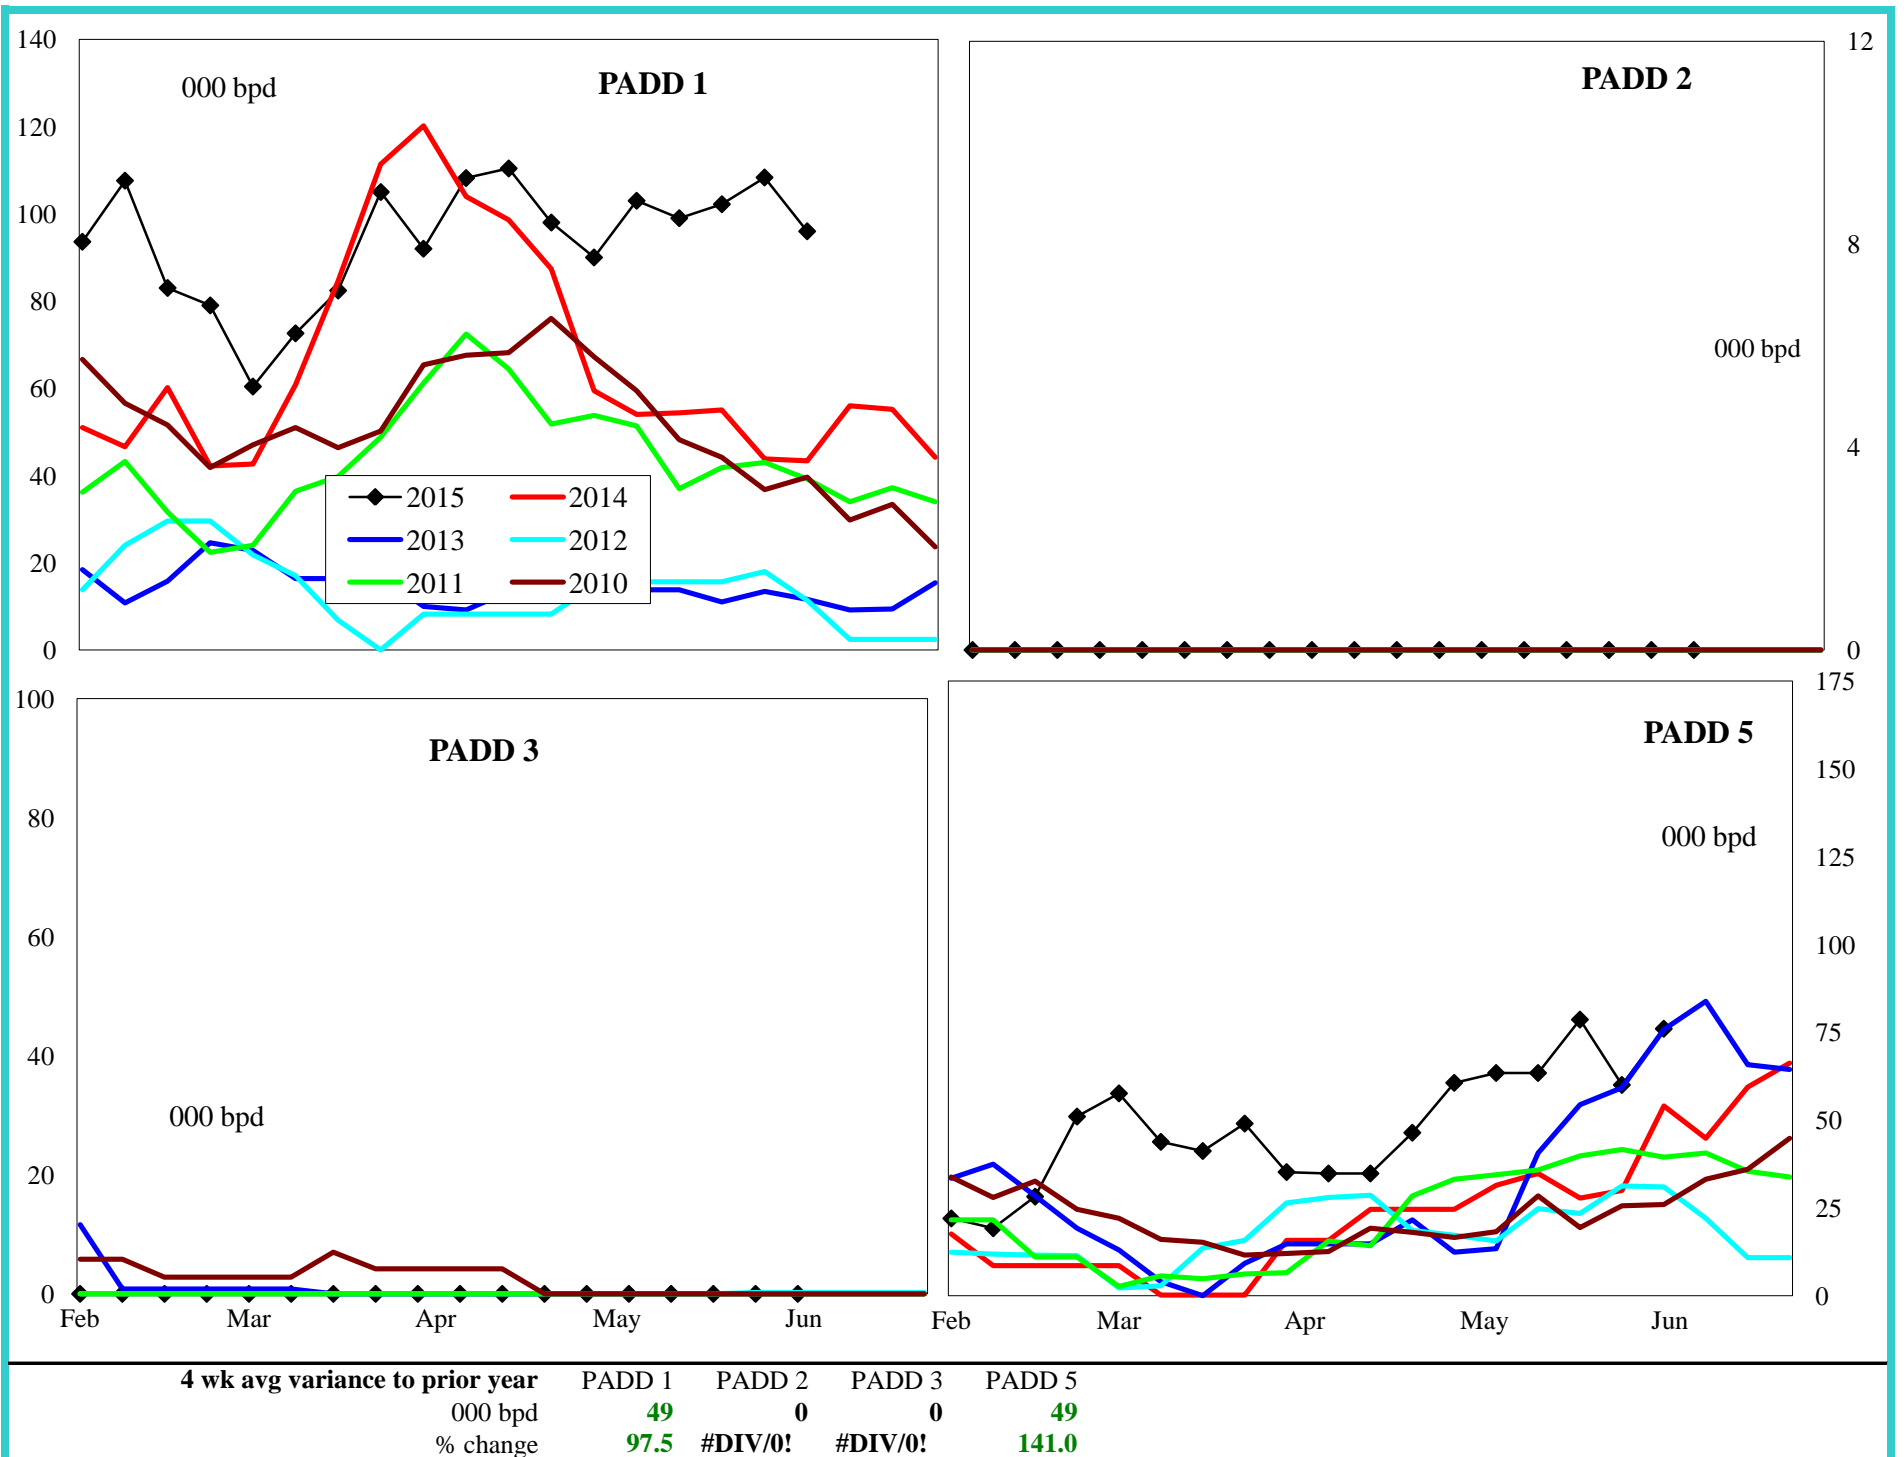 140
120
100
80
60
40
20
0
000 bpd
PADD 1
2015 2014
2013 2012
2011 2010
PADD 2
000 bpd
12
8
4
0
100
80
60
40
20
0
PADD 3
000 bpd
Feb Mar Apr May Jun
PADD 5
000 bpd
175
150
125
100
75
50
25
0
Feb Mar Apr May Jun
4 wk avg variance to prior year PADD 1 PADD 2 PADD 3 PADD 5
000 bpd 49 0 0 49
% change 97.5 #DIV/0! #DIV/0! 141.0